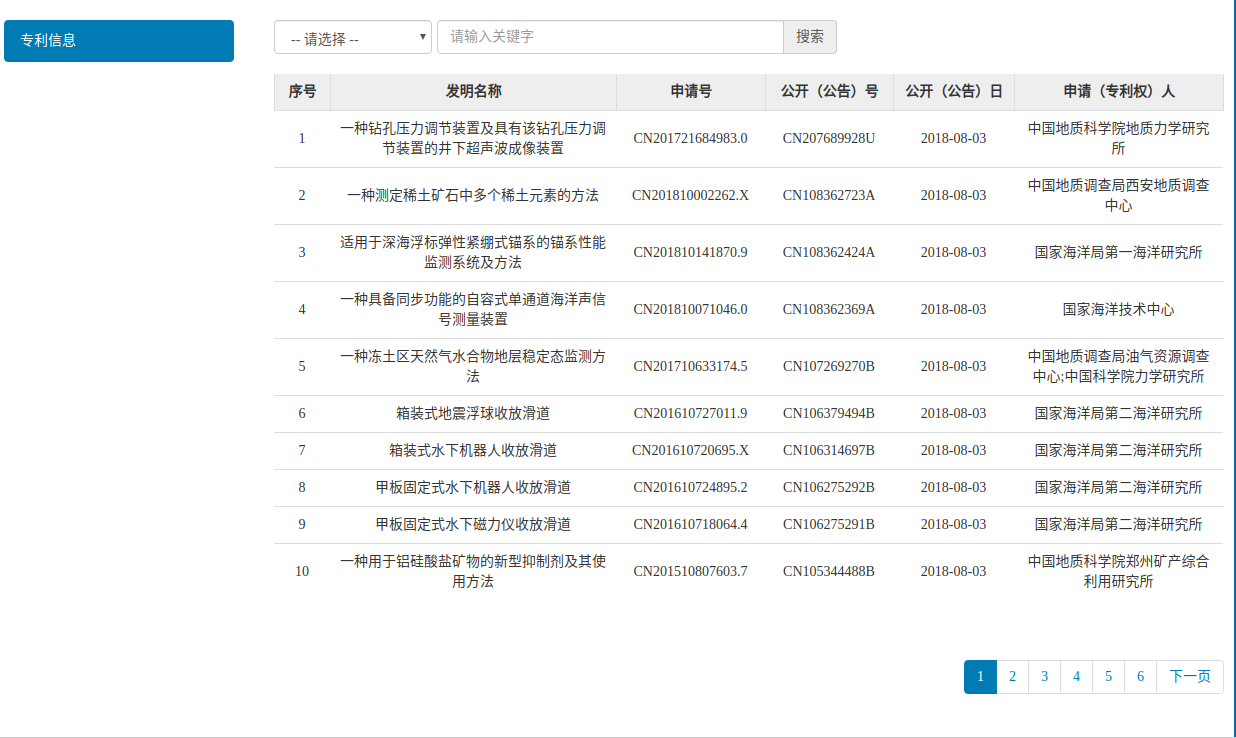 专利信息
-- 请选择 --
请输入关键字
搜索
序号 发明名称 申请号 公开（公告）号 公开（公告）日 申请（专利权）人
1 一种钻孔压力调节装置及具有该钻孔压力调 CN201721684983.0 CN207689928U 2018-08-03 中国地质科学院地质力学研究
节装置的井下超声波成像装置 所
2 一种测定稀土矿石中多个稀土元素的方法 CN201810002262.X CN108362723A 2018-08-03 中国地质调查局西安地质调查
中心
3 适用于深海浮标弹性紧绷式锚系的锚系性能 CN201810141870.9 CN108362424A 2018-08-03 国家海洋局第一海洋研究所
监测系统及方法
4 一种具备同步功能的自容式单通道海洋声信 CN201810071046.0 CN108362369A 2018-08-03 国家海洋技术中心
号测量装置
5 一种冻土区天然气水合物地层稳定态监测方 CN201710633174.5 CN107269270B 2018-08-03 中国地质调查局油气资源调查
法 中心;中国科学院力学研究所
6 箱装式地震浮球收放滑道 CN201610727011.9 CN106379494B 2018-08-03 国家海洋局第二海洋研究所
7 箱装式水下机器人收放滑道 CN201610720695.X CN106314697B 2018-08-03 国家海洋局第二海洋研究所
8 甲板固定式水下机器人收放滑道 CN201610724895.2 CN106275292B 2018-08-03 国家海洋局第二海洋研究所
9 甲板固定式水下磁力仪收放滑道 CN201610718064.4 CN106275291B 2018-08-03 国家海洋局第二海洋研究所
10 一种用于铝硅酸盐矿物的新型抑制剂及其使 CN201510807603.7 CN105344488B 2018-08-03 中国地质科学院郑州矿产综合
用方法 利用研究所
1 2 3 4 5 6 下一页